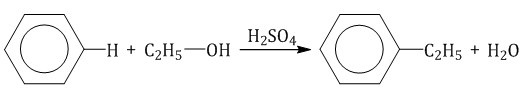 H + C₂H₅—OH H₂SO₄ C₂H₅ + H₂O